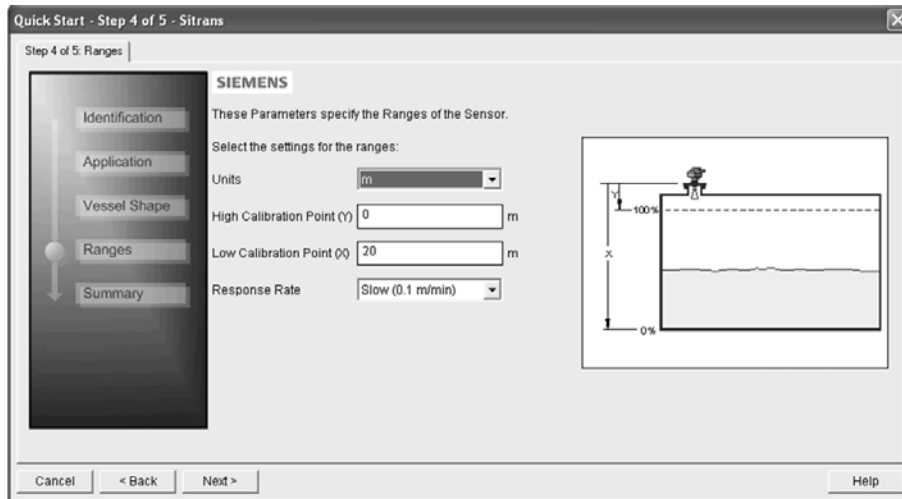 Quick Start - Step 4 of 5 - Sitrans
Step 4 of 5: Ranges
SIEMENS
Identification
Application
Vessel Shape
Ranges
Summary
These Parameters specify the Ranges of the Sensor.
Select the settings for the ranges:
Units m
High Calibration Point (Y) 0 m
Low Calibration Point (X) 20 m
Response Rate Slow (0.1 m/min)
Y
100%
X
0%
Cancel < Back Next > Help